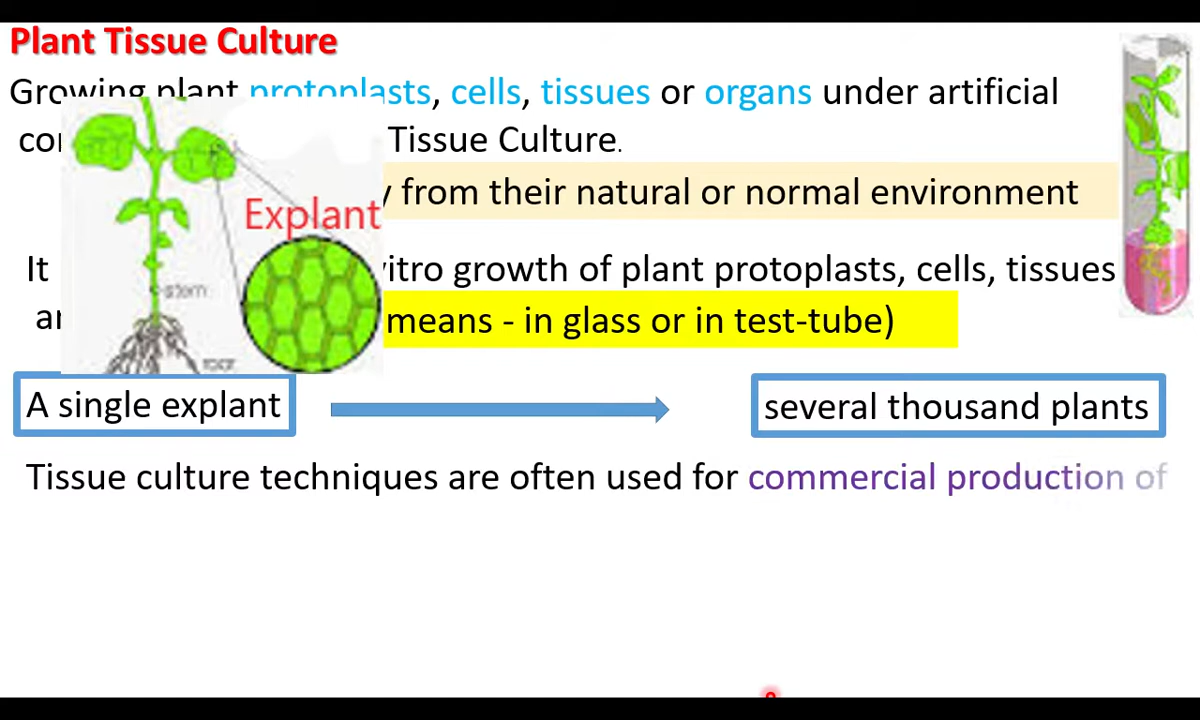 Plant Tissue Culture
Growing plant protoplasts, cells, tissues or organs under artificial
Tissue Culture.
from their natural or normal environment
Explant
It vitro growth of plant protoplasts, cells, tissues
stem
means - in glass or in test-tube)
root
A single explant
several thousand plants
Tissue culture techniques are often used for commercial production of